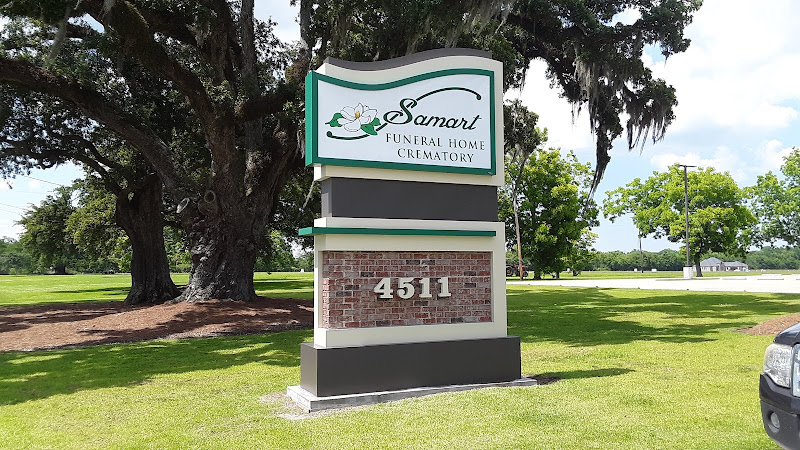 Samart
FUNERAL HOME
CREMATORY
4511